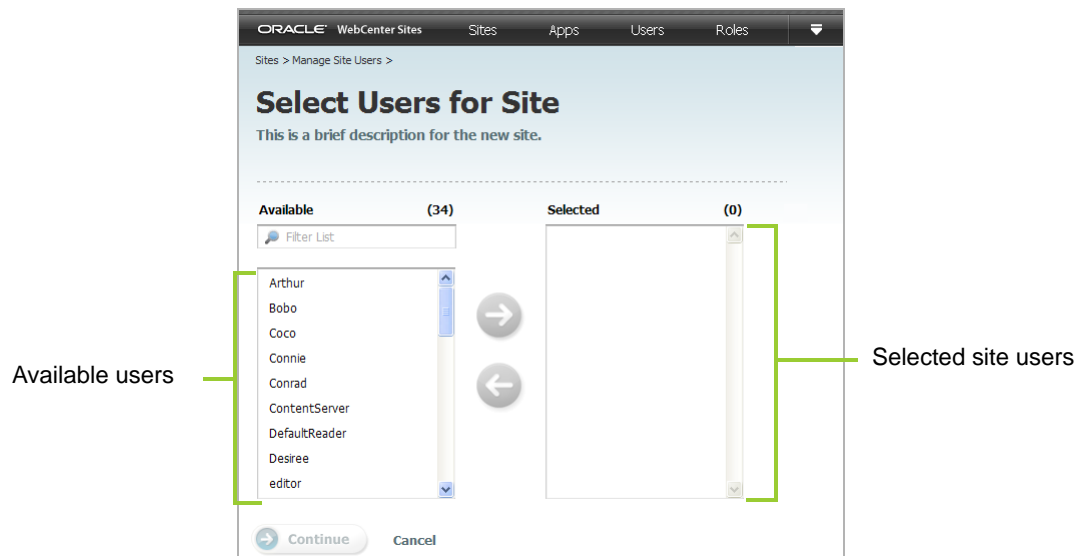 ORACLE WebCenter Sites Sites Apps Users Roles
Sites > Manage Site Users >
Select Users for Site
This is a brief description for the new site.
Available (34)
Filter List
Arthur
Bobo
Coco
Connie
Conrad
ContentServer
DefaultReader
Desiree
editor
Selected (0)
Available users
Selected site users
Continue Cancel